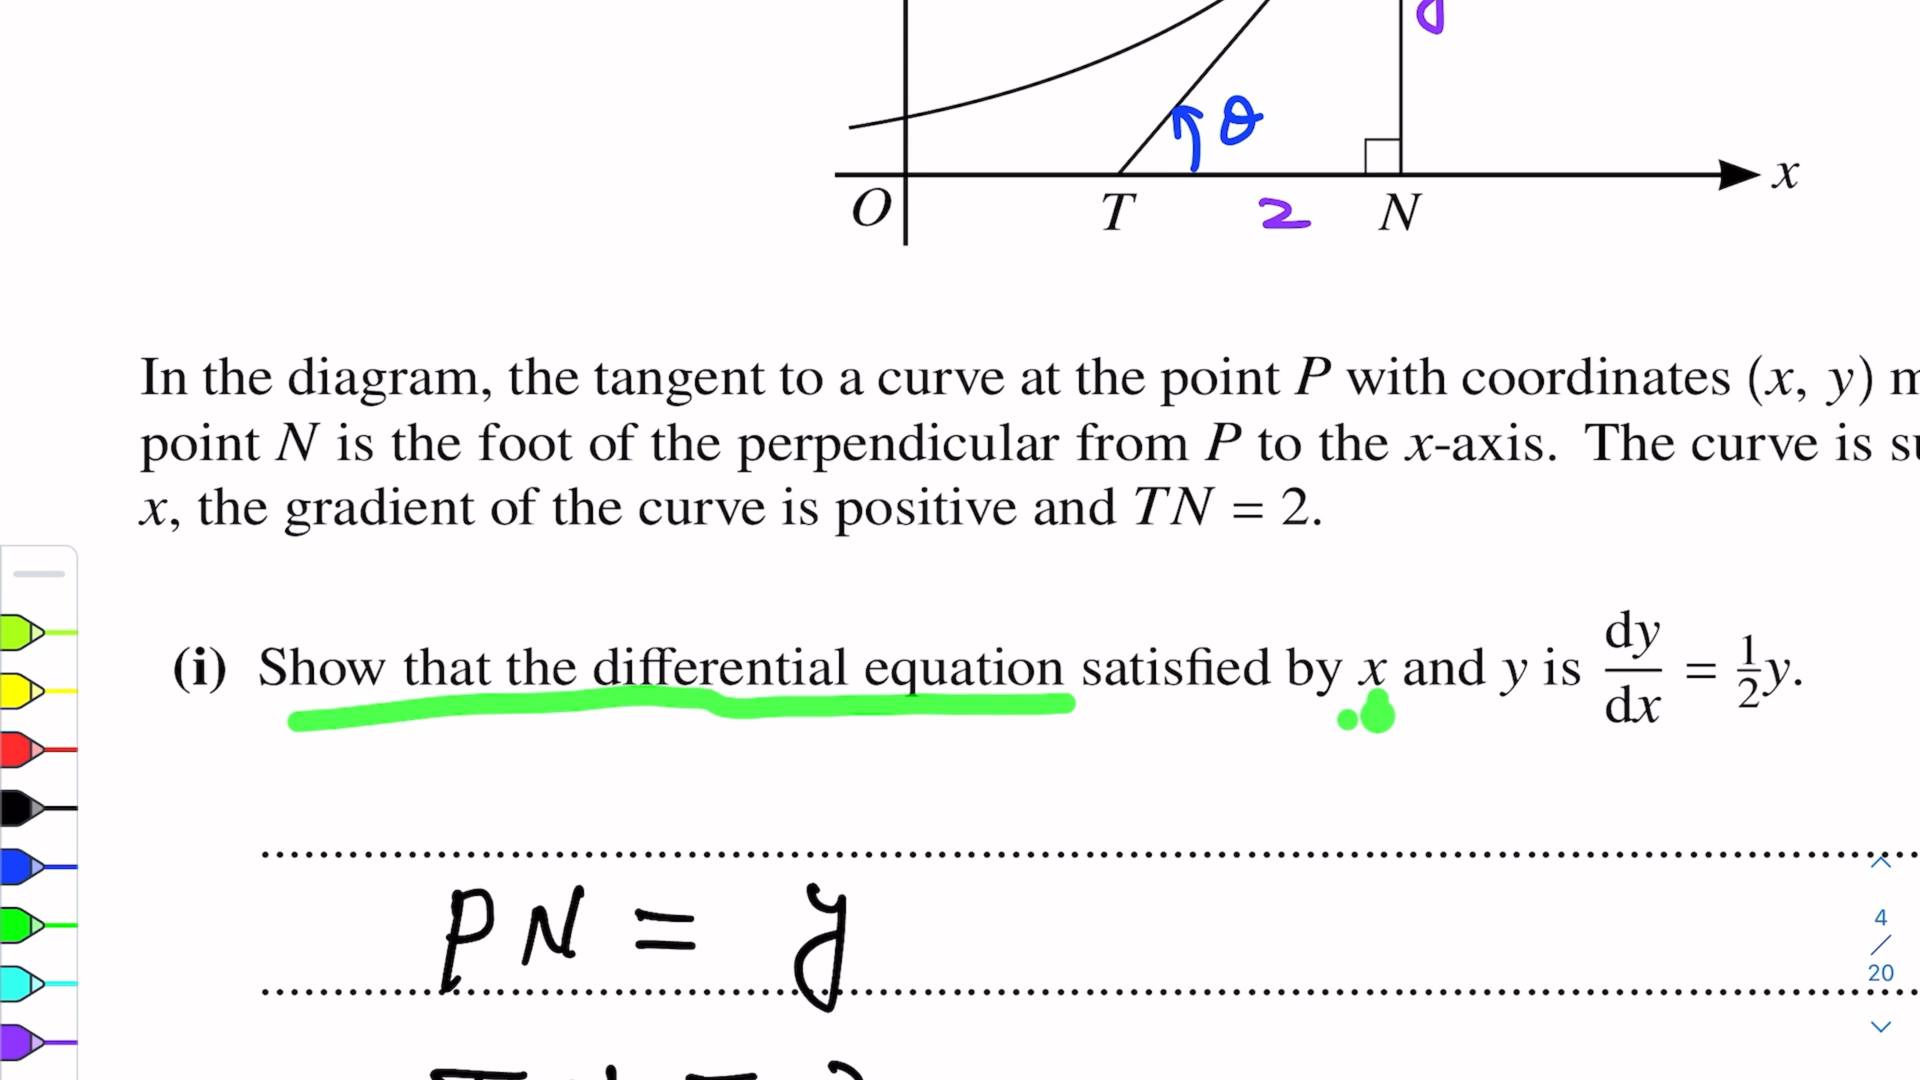 y
θ
x
O T 2 N
In the diagram, the tangent to a curve at the point P with coordinates (x, y)
point N is the foot of the perpendicular from P to the x-axis. The curve is
x, the gradient of the curve is positive and TN = 2.
(i) Show that the differential equation satisfied by x and y is dy/dx = ½y.
PN = y
4
/
20